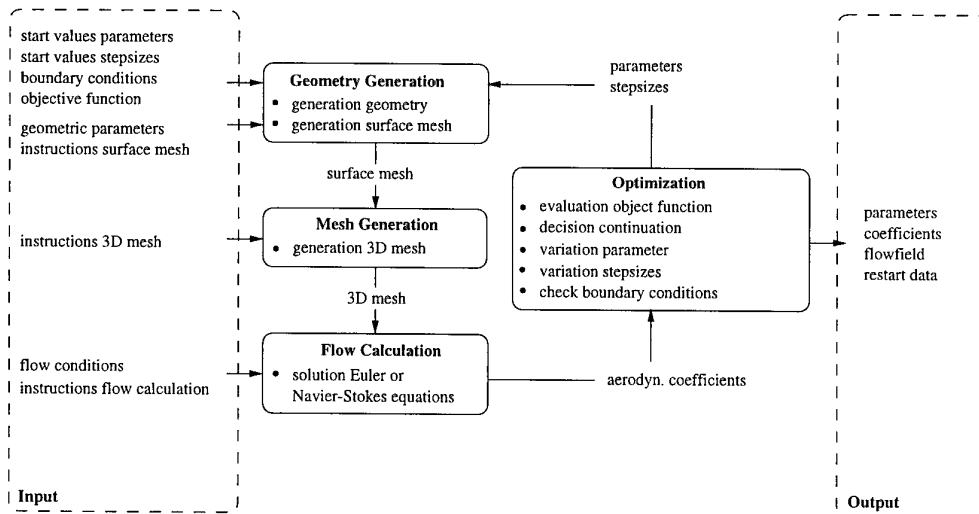 start values parameters
start values stepsizes
boundary conditions
objective function
geometric parameters
instructions surface mesh
instructions 3D mesh
flow conditions
instructions flow calculation
Input
Geometry Generation
• generation geometry
• generation surface mesh
surface mesh
Mesh Generation
• generation 3D mesh
3D mesh
Flow Calculation
• solution Euler or
Navier-Stokes equations
parameters
stepsizes
Optimization
• evaluation object function
• decision continuation
• variation parameter
• variation stepsizes
• check boundary conditions
aerodyn. coefficients
parameters
coefficients
flowfield
restart data
Output